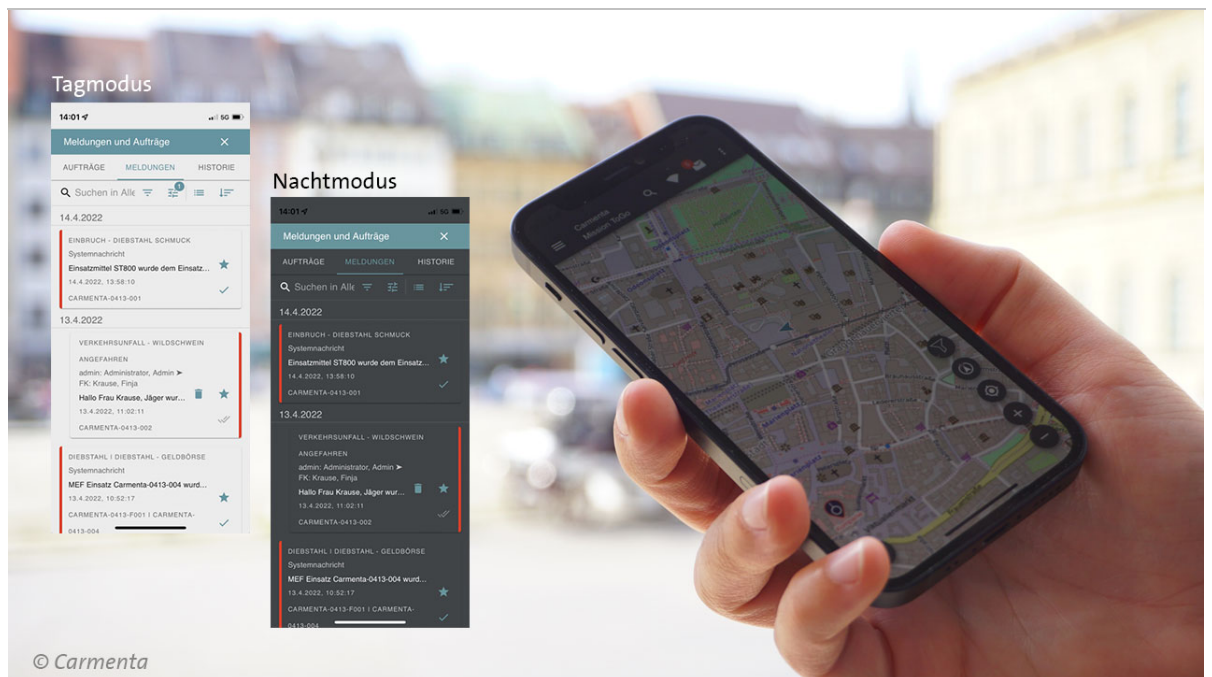 Tagmodus
14:01
5G
Meldungen und Aufträge
AUFTRÄGE MELDUNGEN HISTORIE
Suchen in Alle
1
14.4.2022
EINBRUCH - DIEBSTAHL SCHMUCK
Systemnachricht
Einsatzmittel ST800 wurde dem Einsatz...
14.4.2022, 13:58:10
CARMENTA-0413-001
13.4.2022
VERKEHRSUNFALL - WILDSCHWEIN
ANGEFAHREN
admin: Administrator, Admin ➤
FK: Krause, Finja
Hallo Frau Krause, Jäger wur...
13.4.2022, 11:02:11
CARMENTA-0413-002
DIEBSTAHL I DIEBSTAHL - GELDBÖRSE
Systemnachricht
MEF Einsatz Carmenta-0413-004 wurd...
13.4.2022, 10:52:17
CARMENTA-0413-F001 I CARMENTA-
0413-004
Nachtmodus
14:01
5G
Meldungen und Aufträge
AUFTRÄGE MELDUNGEN HISTORIE
Suchen in Alle
14.4.2022
EINBRUCH - DIEBSTAHL SCHMUCK
Systemnachricht
Einsatzmittel ST800 wurde dem Einsatz...
14.4.2022, 13:58:10
CARMENTA-0413-001
13.4.2022
VERKEHRSUNFALL - WILDSCHWEIN
ANGEFAHREN
admin: Administrator, Admin ➤
FK: Krause, Finja
Hallo Frau Krause, Jäger wur...
13.4.2022, 11:02:11
CARMENTA-0413-002
DIEBSTAHL I DIEBSTAHL - GELDBÖRSE
Systemnachricht
MEF Einsatz Carmenta-0413-004 wurd...
13.4.2022, 10:52:17
CARMENTA-0413-F001 I CARMENTA-
0413-004
Carmenta
Mission ToGo
Marienplatz
© Carmenta